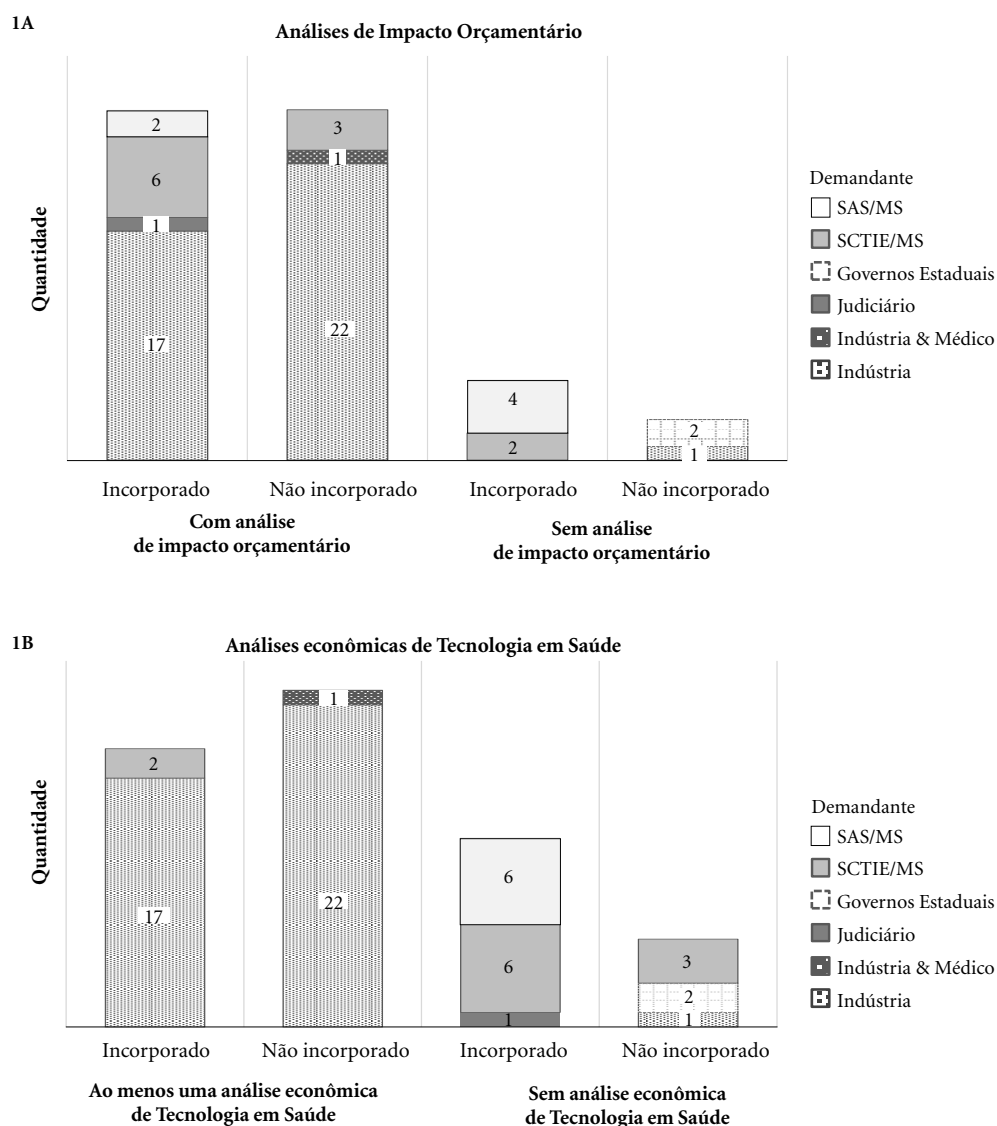 1A
Análises de Impacto Orçamentário
Quantidade
2
6
1
17
3
1
22
4
2
2
1
Incorporado
Não incorporado
Incorporado
Não incorporado
Com análise
de impacto orçamentário
Sem análise
de impacto orçamentário
Demandante
SAS/MS
SCTIE/MS
Governos Estaduais
Judiciário
Indústria & Médico
Indústria
1B
Análises econômicas de Tecnologia em Saúde
Quantidade
2
17
1
22
6
6
1
3
2
1
Incorporado
Não incorporado
Incorporado
Não incorporado
Ao menos uma análise econômica
de Tecnologia em Saúde
Sem análise econômica
de Tecnologia em Saúde
Demandante
SAS/MS
SCTIE/MS
Governos Estaduais
Judiciário
Indústria & Médico
Indústria